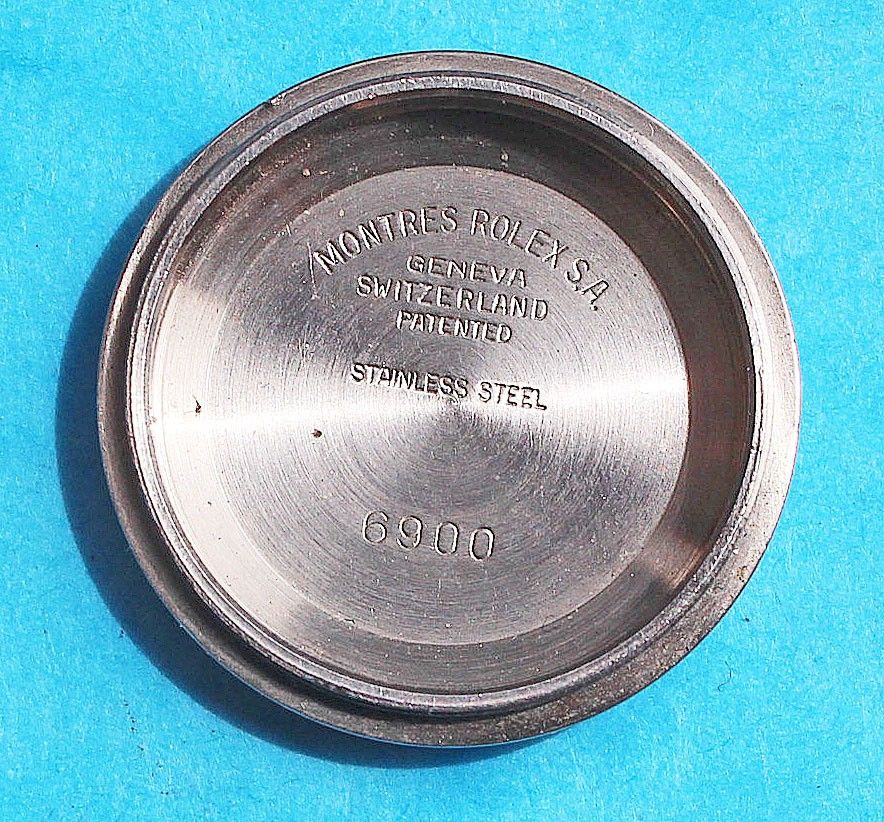 MONTRES ROLEX S.A.
GENEVA
SWITZERLAND
PATENTED
STAINLESS STEEL
6900